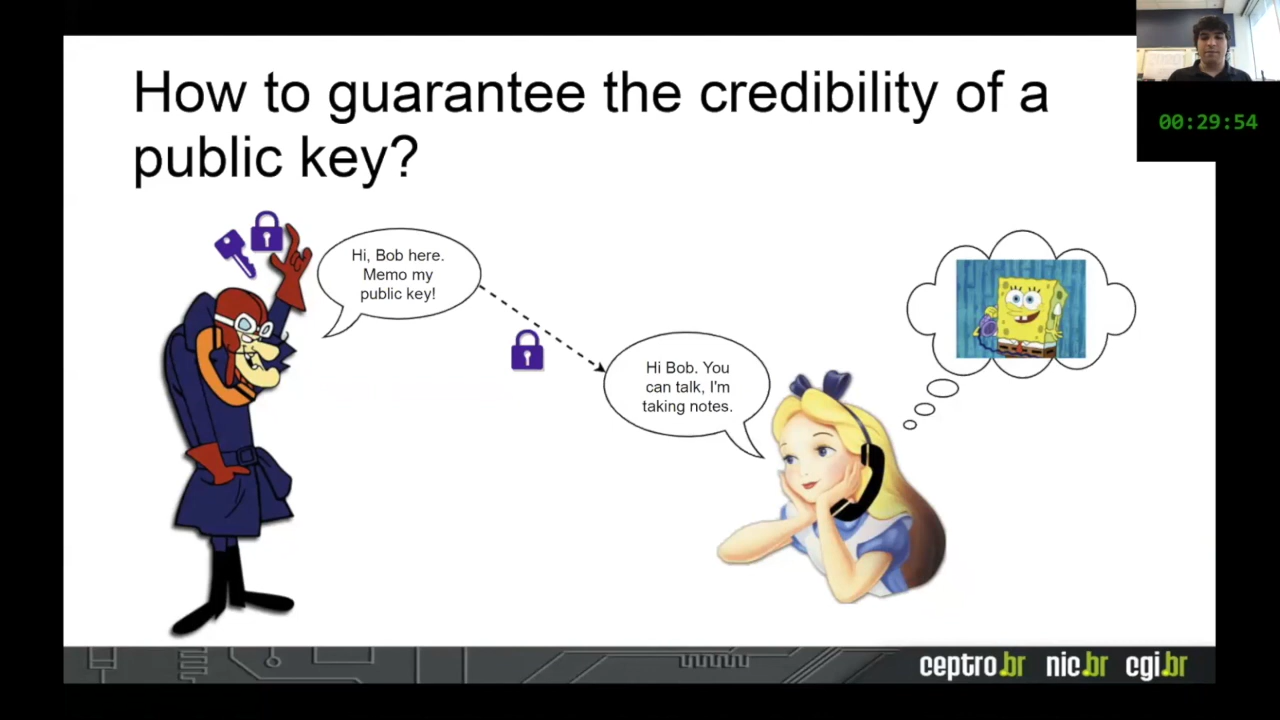 How to guarantee the credibility of a
public key?
00:29:54
Hi, Bob here.
Memo my
public key!
Hi Bob. You
can talk, I'm
taking notes.
ceptro.br nic.br cgi.br